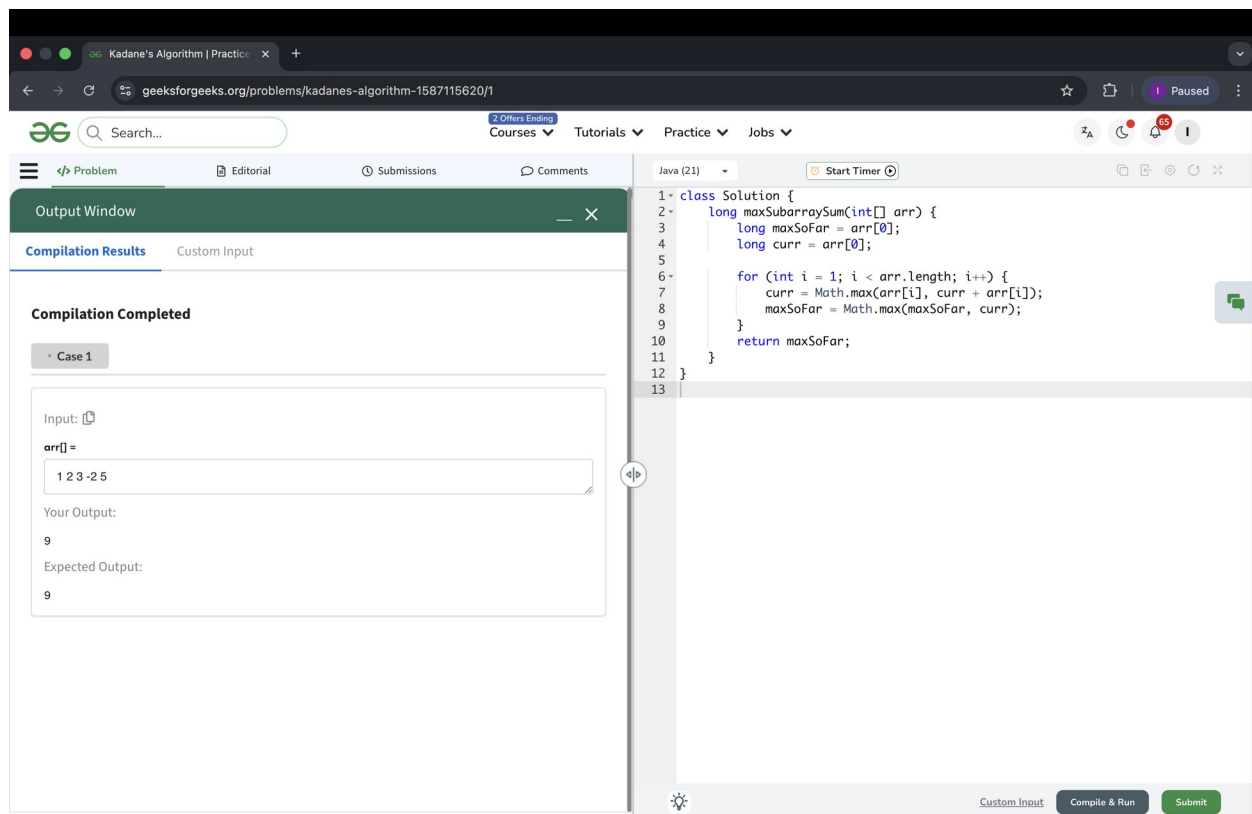 Kadane's Algorithm | Practice
geeksforgeeks.org/problems/kadanes-algorithm-1587115620/1
I Paused
Search...
2 Offers Ending
Courses Tutorials Practice Jobs
65
I
</> Problem Editorial Submissions Comments
Output Window
Compilation Results Custom Input
Compilation Completed
Case 1
Input:
arr[] =
1 2 3 -2 5
Your Output:
9
Expected Output:
9
Java (21) Start Timer
1 class Solution {
2 long maxSubarraySum(int[] arr) {
3 long maxSoFar = arr[0];
4 long curr = arr[0];
5
6 for (int i = 1; i < arr.length; i++) {
7 curr = Math.max(arr[i], curr + arr[i]);
8 maxSoFar = Math.max(maxSoFar, curr);
9 }
10 return maxSoFar;
11 }
12 }
13
Custom Input Compile & Run Submit